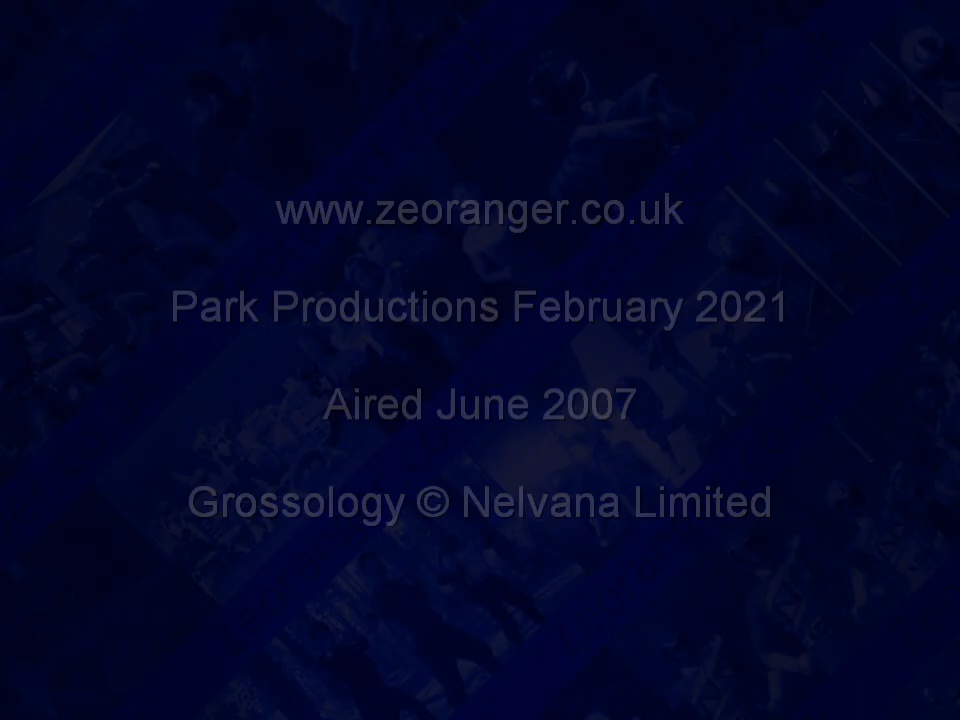 www.zeoranger.co.uk
Park Productions February 2021
Aired June 2007
Grossology © Nelvana Limited